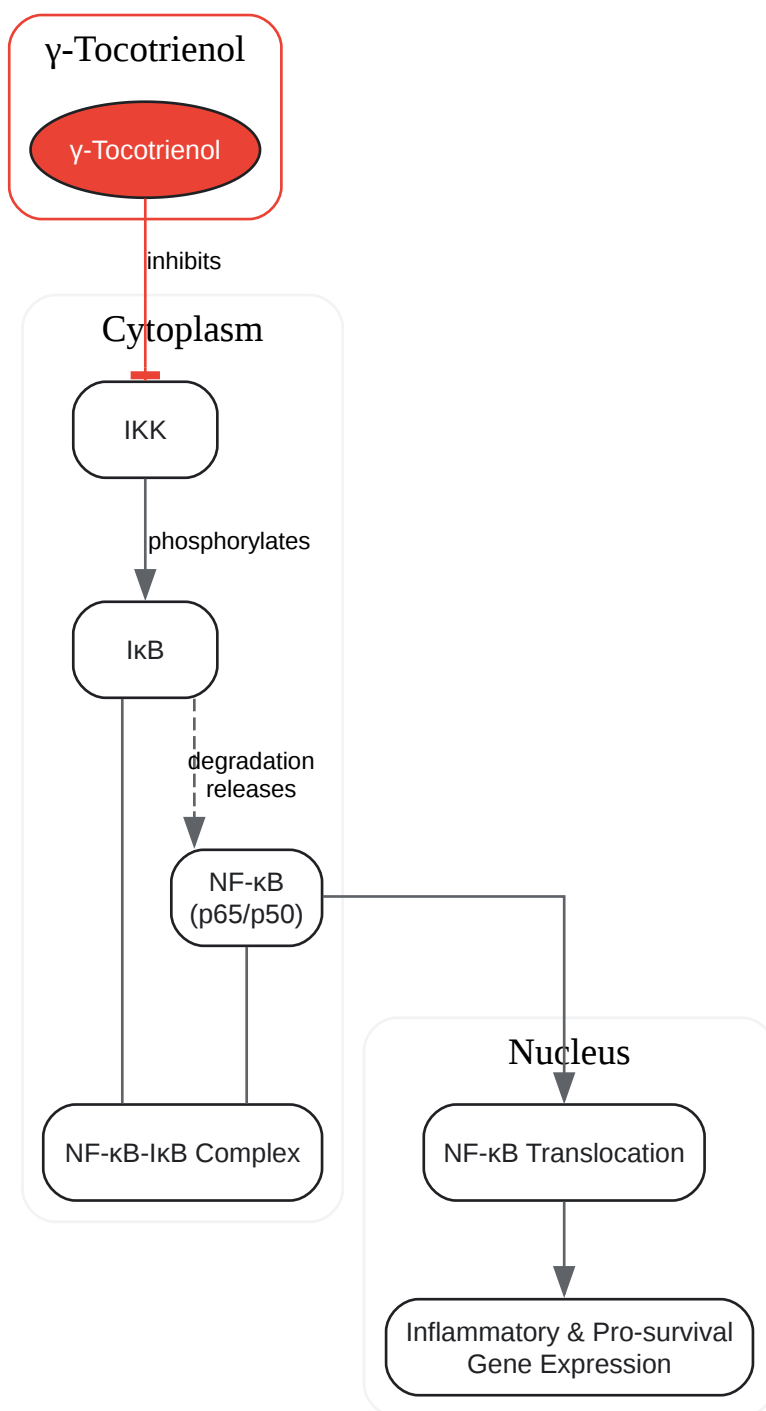 γ-Tocotrienol
γ-Tocotrienol
inhibits
Cytoplasm
IKK
phosphorylates
IκB
degradation
releases
NF-κB
(p65/p50)
NF-κB-IκB Complex
Nucleus
NF-κB Translocation
Inflammatory & Pro-survival
Gene Expression